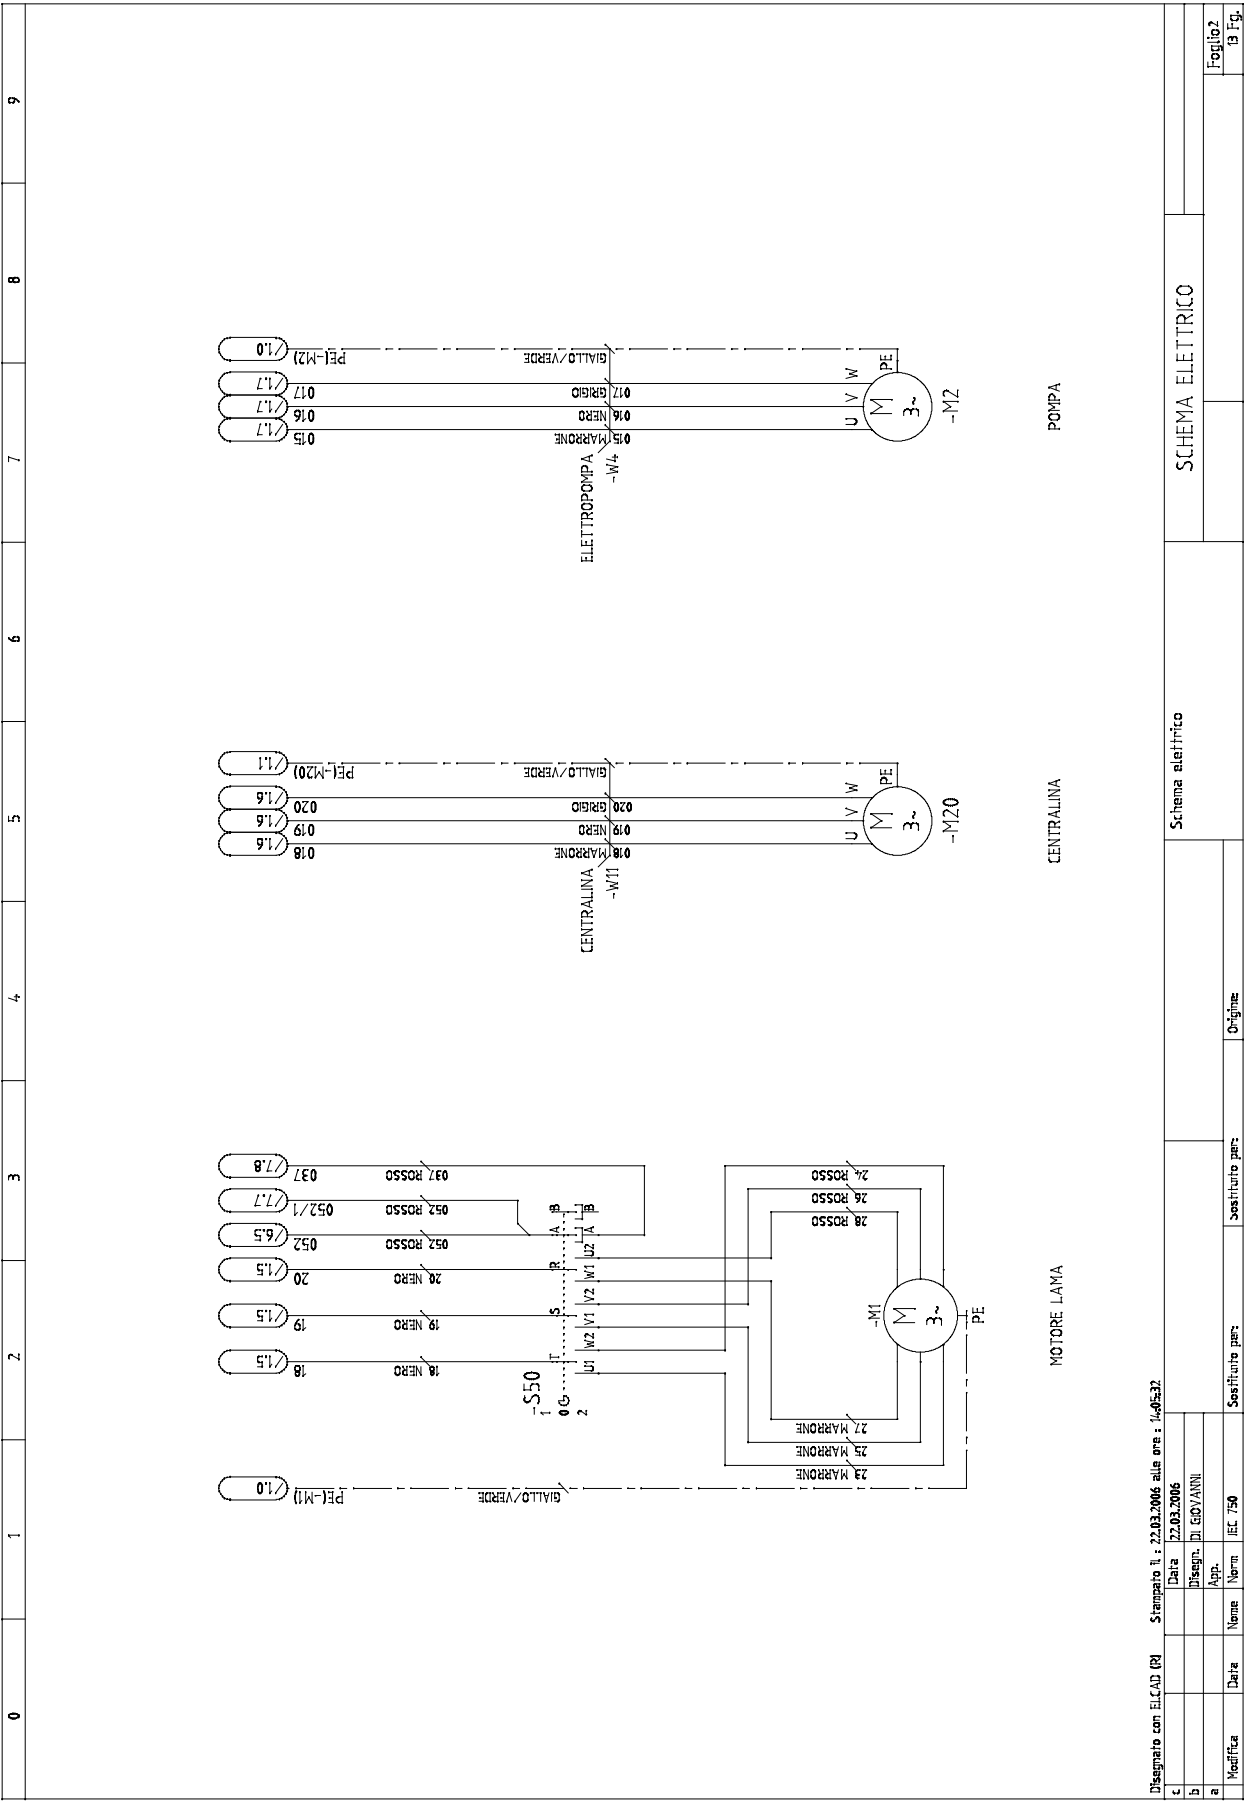 0 1 2 3 4 5 6 7 8 9
/1.0
/1.5
/1.5
/1.5
/6.5
/7.7
/7.8
/1.6
/1.6
/1.6
/1.1
/1.7
/1.7
/1.7
/1.0
PE(-M1)
18
19
20
052
052/1
037
018
019
020
PE(-M20)
015
016
017
PE(-M2)
GIALLO/VERDE
18 NERO
19 NERO
20 NERO
052 ROSSO
052 ROSSO
037 ROSSO
-S50
1
0
2
T S R A B
U1 W2 V1 V2 W1 U2 A B
CENTRALINA
-W11
018 MARRONE
019 NERO
020 GRIGIO
GIALLO/VERDE
ELETTROPOMPA
-W4
015 MARRONE
016 NERO
017 GRIGIO
GIALLO/VERDE
23 MARRONE
25 MARRONE
27 MARRONE
28 ROSSO
26 ROSSO
24 ROSSO
-M1
M
3~
PE
U V W
PE
M
3~
-M20
U V W
PE
M
3~
-M2
MOTORE LAMA
CENTRALINA
POMPA
Disegnato con ELCAD (R) Stampato il : 22.03.2006 alle ore : 14:05:32
c Data 22.03.2006 Schema elettrico SCHEMA ELETTRICO
b Disegn. DI GIOVANNI
a App. Foglio2
Modifica Data Nome Norm IEC 750 Sostituito per: Sostituito per: Origine: 13 Fg.